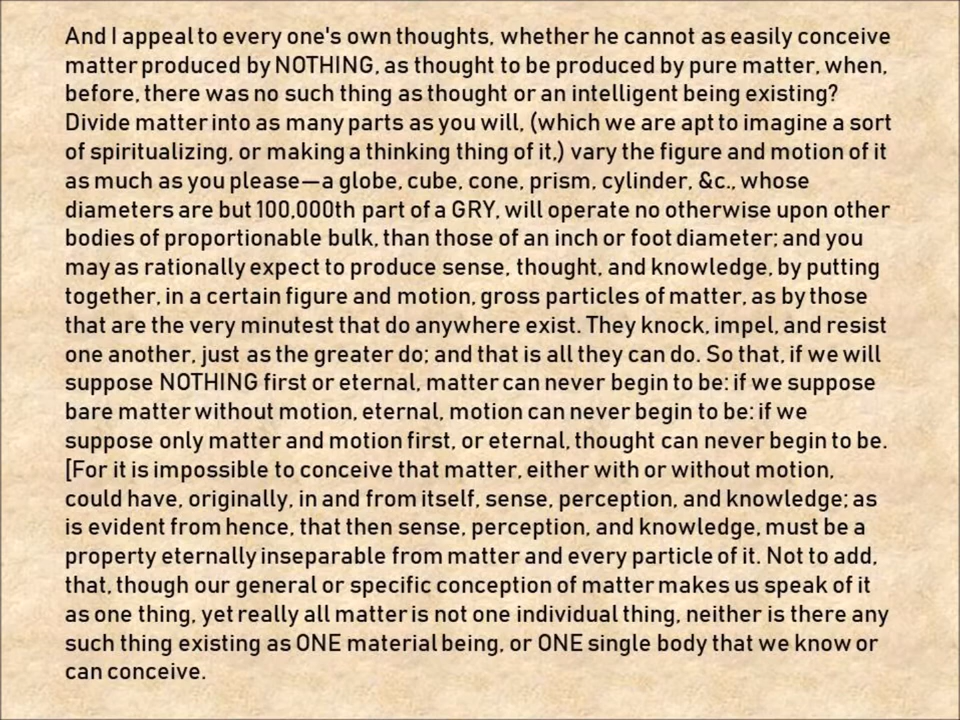 And I appeal to every one's own thoughts, whether he cannot as easily conceive
matter produced by NOTHING, as thought to be produced by pure matter, when,
before, there was no such thing as thought or an intelligent being existing?
Divide matter into as many parts as you will, (which we are apt to imagine a sort
of spiritualizing, or making a thinking thing of it,) vary the figure and motion of it
as much as you please—a globe, cube, cone, prism, cylinder, &c., whose
diameters are but 100,000th part of a GRY, will operate no otherwise upon other
bodies of proportionable bulk, than those of an inch or foot diameter; and you
may as rationally expect to produce sense, thought, and knowledge, by putting
together, in a certain figure and motion, gross particles of matter, as by those
that are the very minutest that do anywhere exist. They knock, impel, and resist
one another, just as the greater do; and that is all they can do. So that, if we will
suppose NOTHING first or eternal, matter can never begin to be: if we suppose
bare matter without motion, eternal, motion can never begin to be: if we
suppose only matter and motion first, or eternal, thought can never begin to be.
[For it is impossible to conceive that matter, either with or without motion,
could have, originally, in and from itself, sense, perception, and knowledge; as
is evident from hence, that then sense, perception, and knowledge, must be a
property eternally inseparable from matter and every particle of it. Not to add,
that, though our general or specific conception of matter makes us speak of it
as one thing, yet really all matter is not one individual thing, neither is there any
such thing existing as ONE material being, or ONE single body that we know or
can conceive.